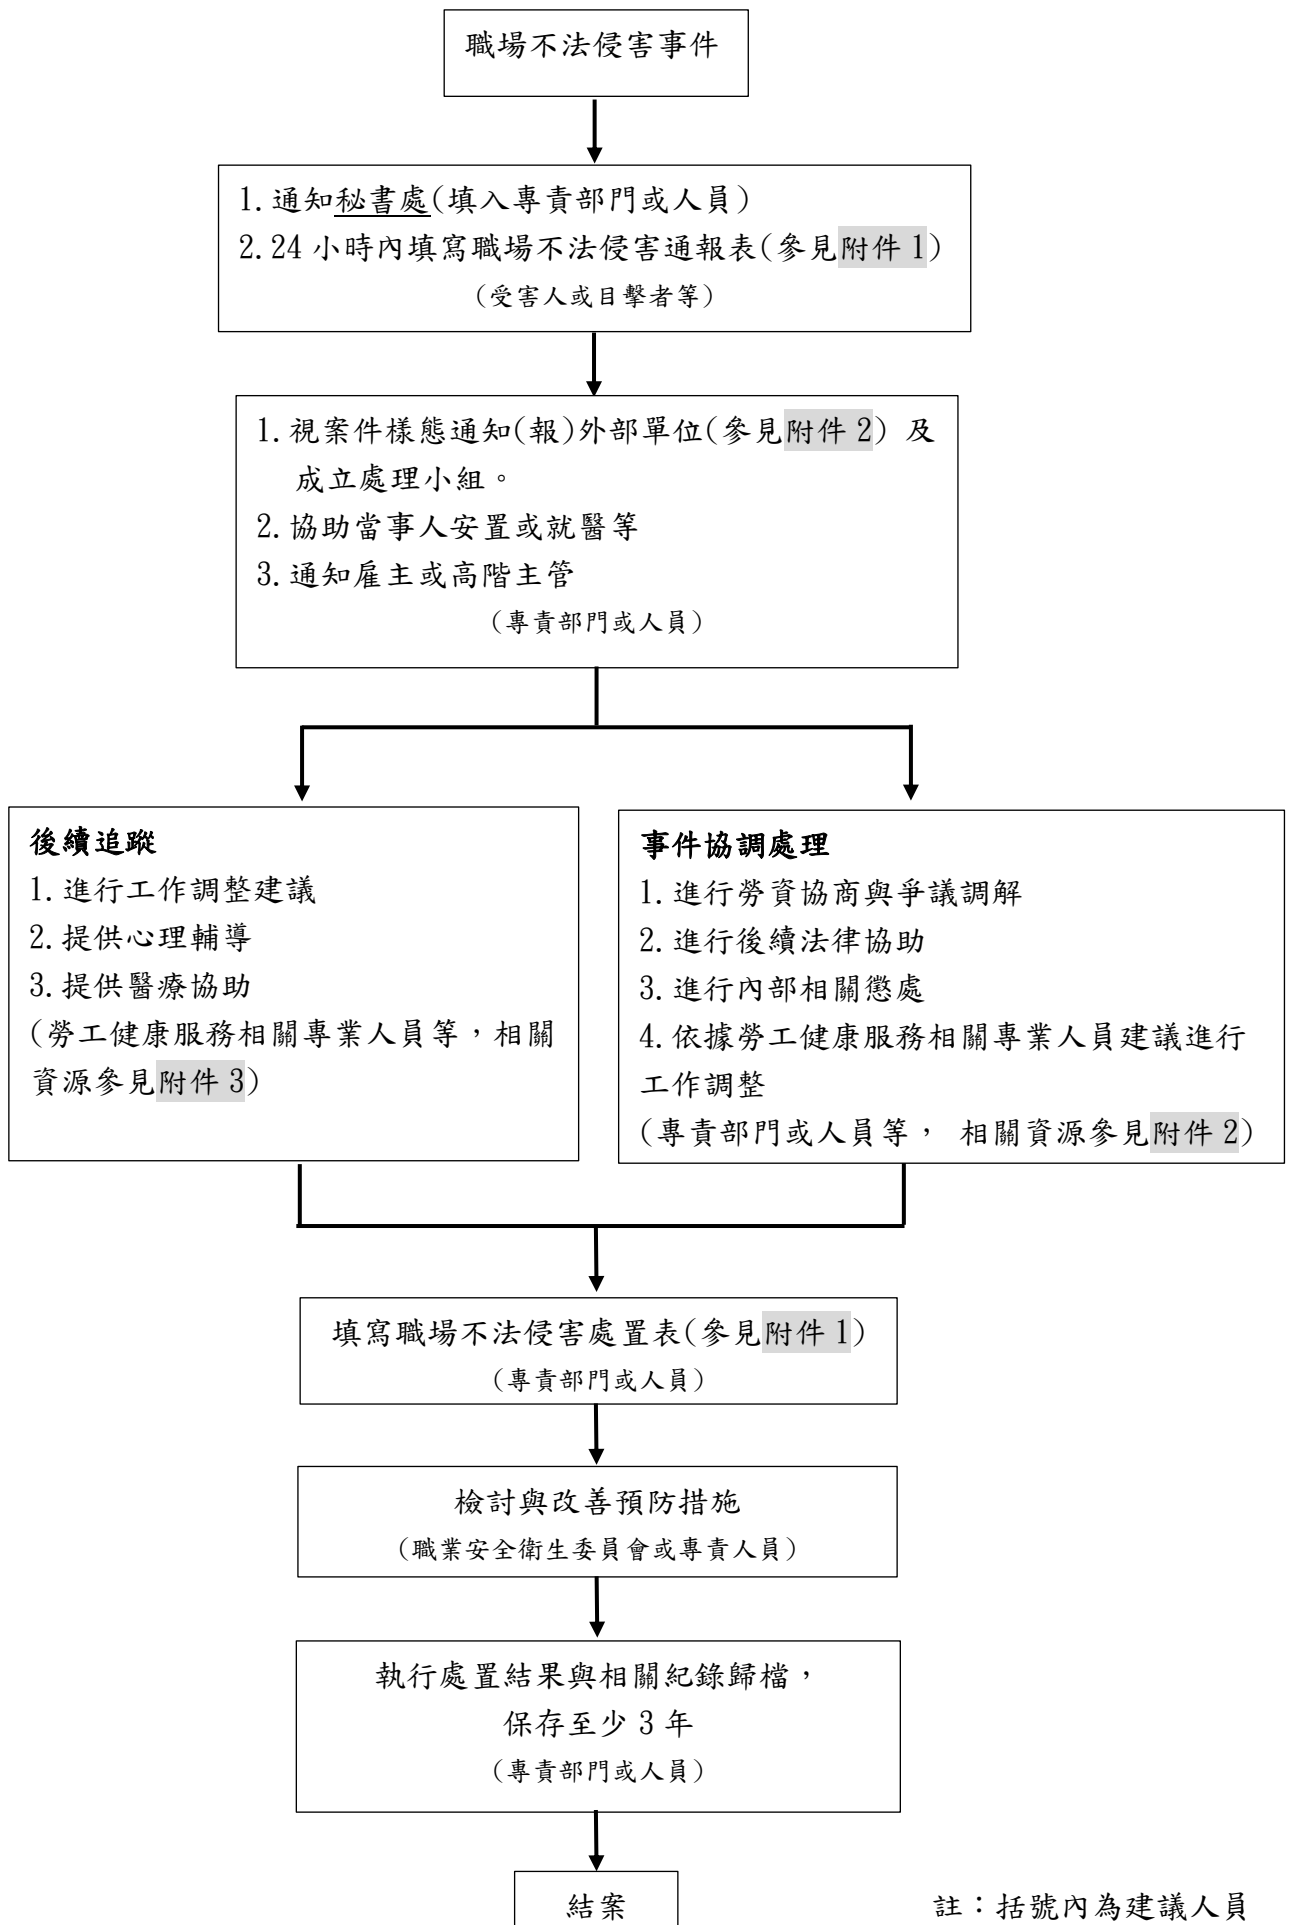 職場不法侵害事件
1.通知秘書處(填入專責部門或人員)
2.24小時內填寫職場不法侵害通報表(參見附件1)
(受害人或目擊者等)
1.視案件樣態通知(報)外部單位(參見附件2) 及
成立處理小組。
2.協助當事人安置或就醫等
3.通知雇主或高階主管
(專責部門或人員)
後續追蹤
1.進行工作調整建議
2.提供心理輔導
3.提供醫療協助
(勞工健康服務相關專業人員等，相關
資源參見附件3)
事件協調處理
1.進行勞資協商與爭議調解
2.進行後續法律協助
3.進行內部相關懲處
4.依據勞工健康服務相關專業人員建議進行
工作調整
(專責部門或人員等， 相關資源參見附件2)
填寫職場不法侵害處置表(參見附件1)
(專責部門或人員)
檢討與改善預防措施
(職業安全衛生委員會或專責人員)
執行處置結果與相關紀錄歸檔，
保存至少3年
(專責部門或人員)
結案
註：括號內為建議人員